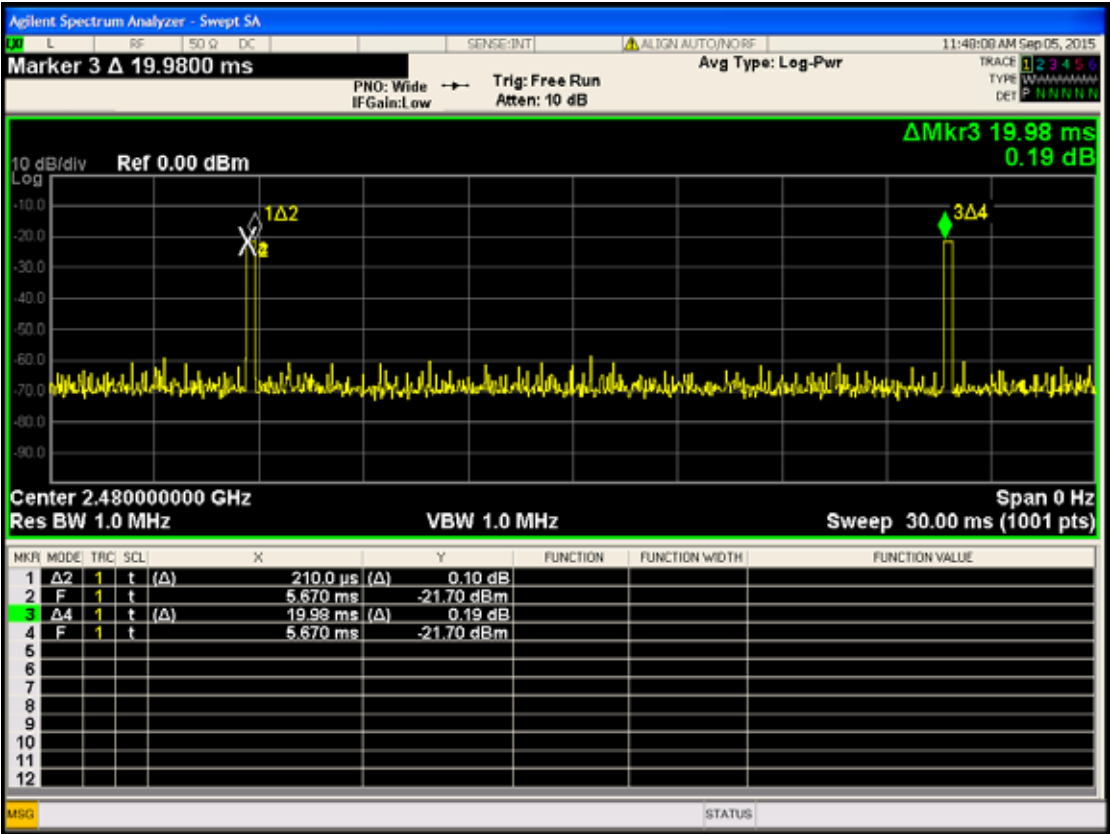 Agilent Spectrum Analyzer - Swept SA
L RF 50 Ω DC SENSE:INT ALIGN AUTO/NO RF 11:48:08 AM Sep 05, 2015
Marker 3 Δ 19.9800 ms
PNO: Wide
IFGain:Low
Trig: Free Run
Atten: 10 dB
Avg Type: Log-Pwr
TRACE 1 2 3 4 5 6
TYPE WWWWWW
DET P N N N N N
ΔMkr3 19.98 ms
0.19 dB
10 dB/div Ref 0.00 dBm
Log
-10.0
-20.0
-30.0
-40.0
-50.0
-60.0
-70.0
-80.0
-90.0
1Δ2
3Δ4
Center 2.480000000 GHz Span 0 Hz
Res BW 1.0 MHz VBW 1.0 MHz Sweep 30.00 ms (1001 pts)
MKR MODE TRC SCL X Y FUNCTION FUNCTION WIDTH FUNCTION VALUE
1 Δ2 1 t (Δ) 210.0 µs (Δ) 0.10 dB
2 F 1 t 5.670 ms -21.70 dBm
3 Δ4 1 t (Δ) 19.98 ms (Δ) 0.19 dB
4 F 1 t 5.670 ms -21.70 dBm
5
6
7
8
9
10
11
12
MSG STATUS